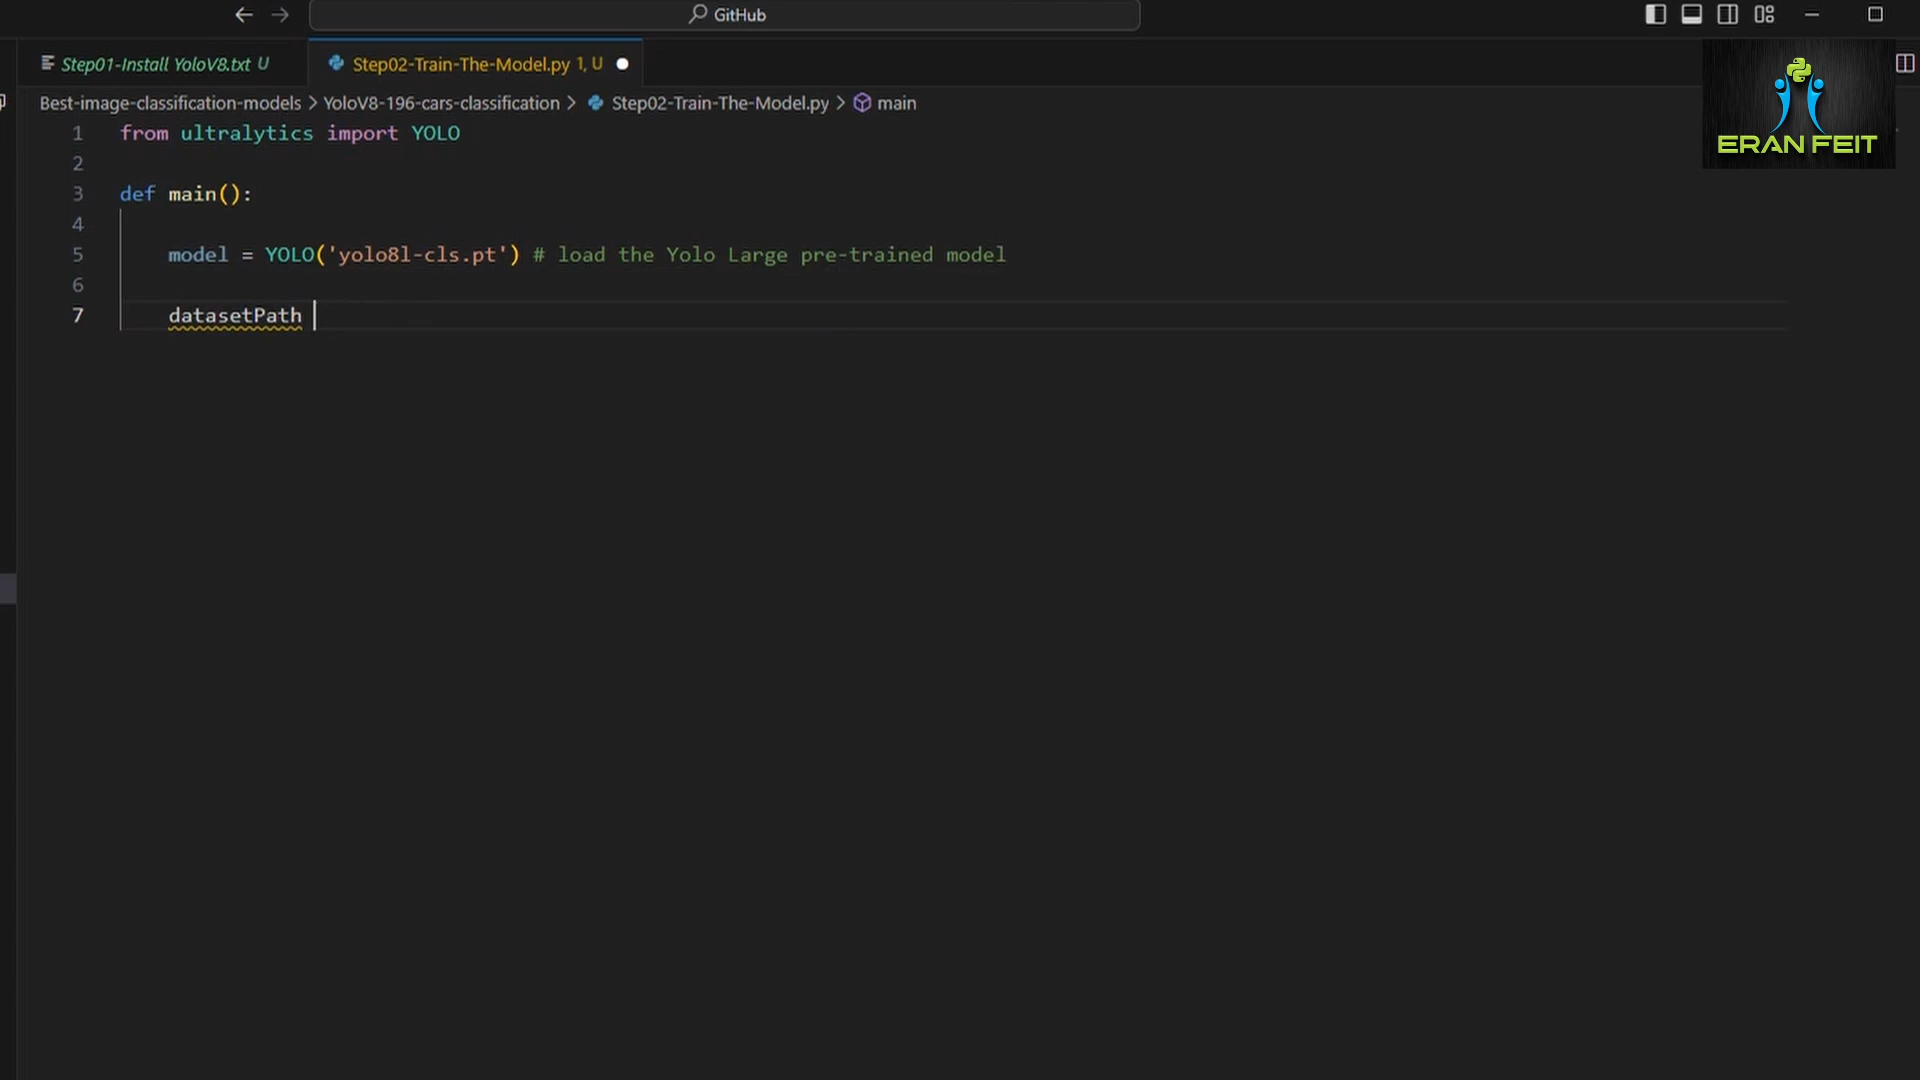 GitHub
Step01-Install YoloV8.txt U
Step02-Train-The-Model.py 1, U
ERAN FEIT
Best-image-classification-models > YoloV8-196-cars-classification > Step02-Train-The-Model.py > main
1 from ultralytics import YOLO
2
3 def main():
4
5 model = YOLO('yolo8l-cls.pt') # load the Yolo Large pre-trained model
6
7 datasetPath